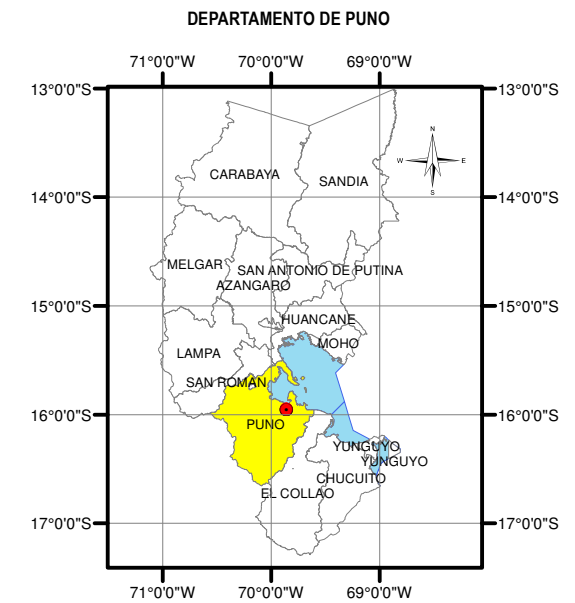 DEPARTAMENTO DE PUNO
71°0'0"W 70°0'0"W 69°0'0"W
13°0'0"S 13°0'0"S
N
W E
S
CARABAYA
SANDIA
14°0'0"S 14°0'0"S
MELGAR
SAN ANTONIO DE PUTINA
AZANGARO
15°0'0"S 15°0'0"S
HUANCANE
MOHO
LAMPA
SAN ROMAN
16°0'0"S 16°0'0"S
PUNO
YUNGUYO
YUNGUYO
CHUCUITO
EL COLLAO
17°0'0"S 17°0'0"S
71°0'0"W 70°0'0"W 69°0'0"W